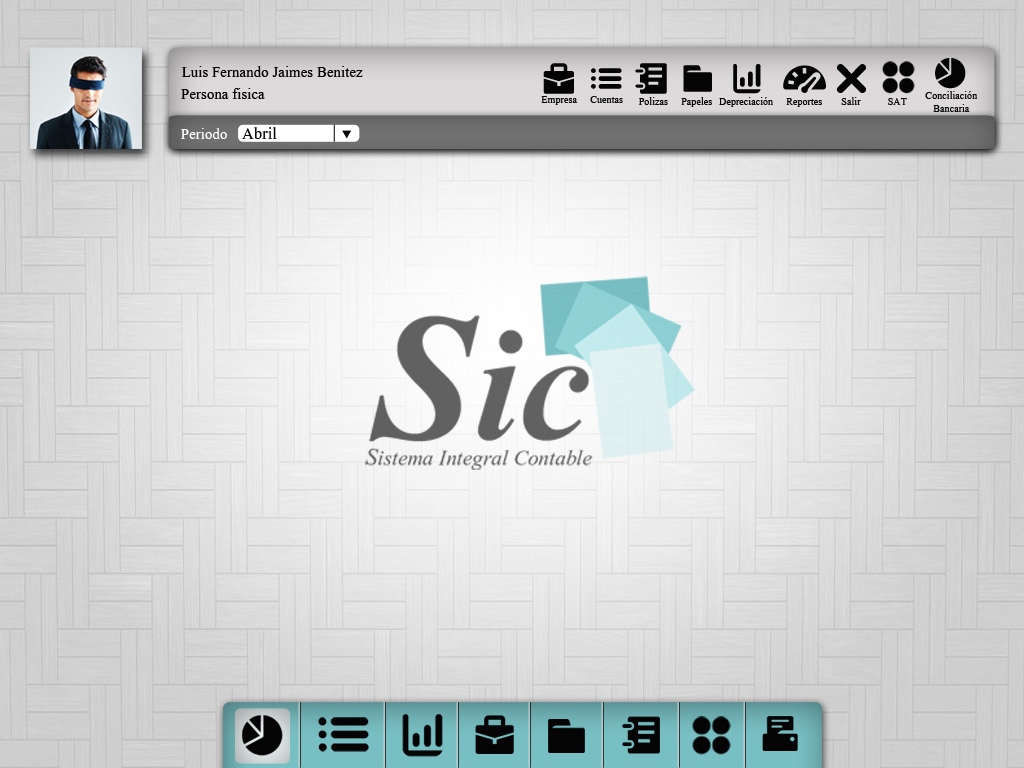 Luis Fernando Jaimes Benitez
Persona física
Empresa
Cuentas
Polizas
Papeles
Depreciación
Reportes
Salir
SAT
Conciliación
Bancaria
Periodo Abril
Sic
Sistema Integral Contable